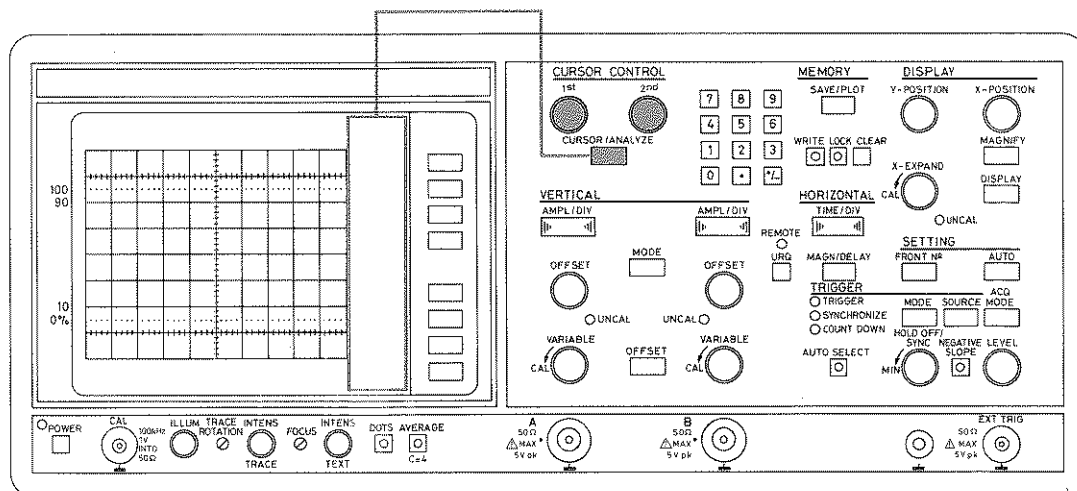 CURSOR CONTROL
1st 2nd
CURSOR/ANALYZE
7 8 9
4 5 6
1 2 3
0 • +/-
MEMORY
SAVE/PLOT
WRITE LOCK CLEAR
DISPLAY
Y-POSITION X-POSITION
MAGNIFY
X-EXPAND
CAL
DISPLAY
UNCAL
100
90
10
0%
VERTICAL
AMPL/DIV AMPL/DIV
MODE
OFFSET OFFSET
UNCAL UNCAL
VARIABLE VARIABLE
CAL CAL
OFFSET
HORIZONTAL
TIME/DIV
REMOTE
URQ
MAGN/DELAY
SETTING
FRONT Nº AUTO
TRIGGER
TRIGGER
SYNCHRONIZE
COUNT DOWN
MODE SOURCE
ACQ
MODE
HOLD OFF/
SYNC
MIN
NEGATIVE
SLOPE
LEVEL
AUTO SELECT
POWER
CAL
100kHz
1V
INTO
50Ω
ILLUM
TRACE
ROTATION
INTENS
TRACE
FOCUS
INTENS
TEXT
DOTS
AVERAGE
C=4
A
50Ω
MAX
5V pk
B
50Ω
MAX
5V pk
EXT TRIG
50Ω
MAX
5V pk